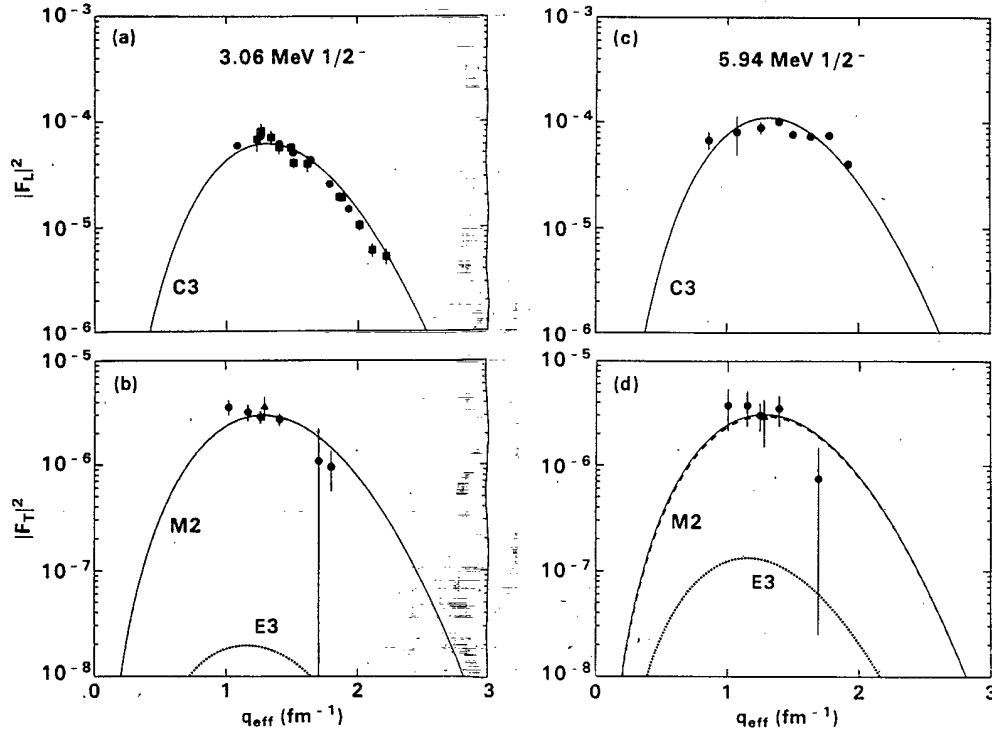 10⁻³
(a)
3.06 MeV 1/2⁻
10⁻⁴
|F_L|²
10⁻⁵
C3
10⁻⁶
(c)
5.94 MeV 1/2⁻
10⁻³
10⁻⁴
10⁻⁵
C3
10⁻⁶
10⁻⁵
(b)
10⁻⁶
|F_T|²
M2
10⁻⁷
E3
10⁻⁸
.0 1 2 3
q_eff (fm⁻¹)
10⁻⁵
(d)
10⁻⁶
M2
10⁻⁷
E3
10⁻⁸
0 1 2 3
q_eff (fm⁻¹)